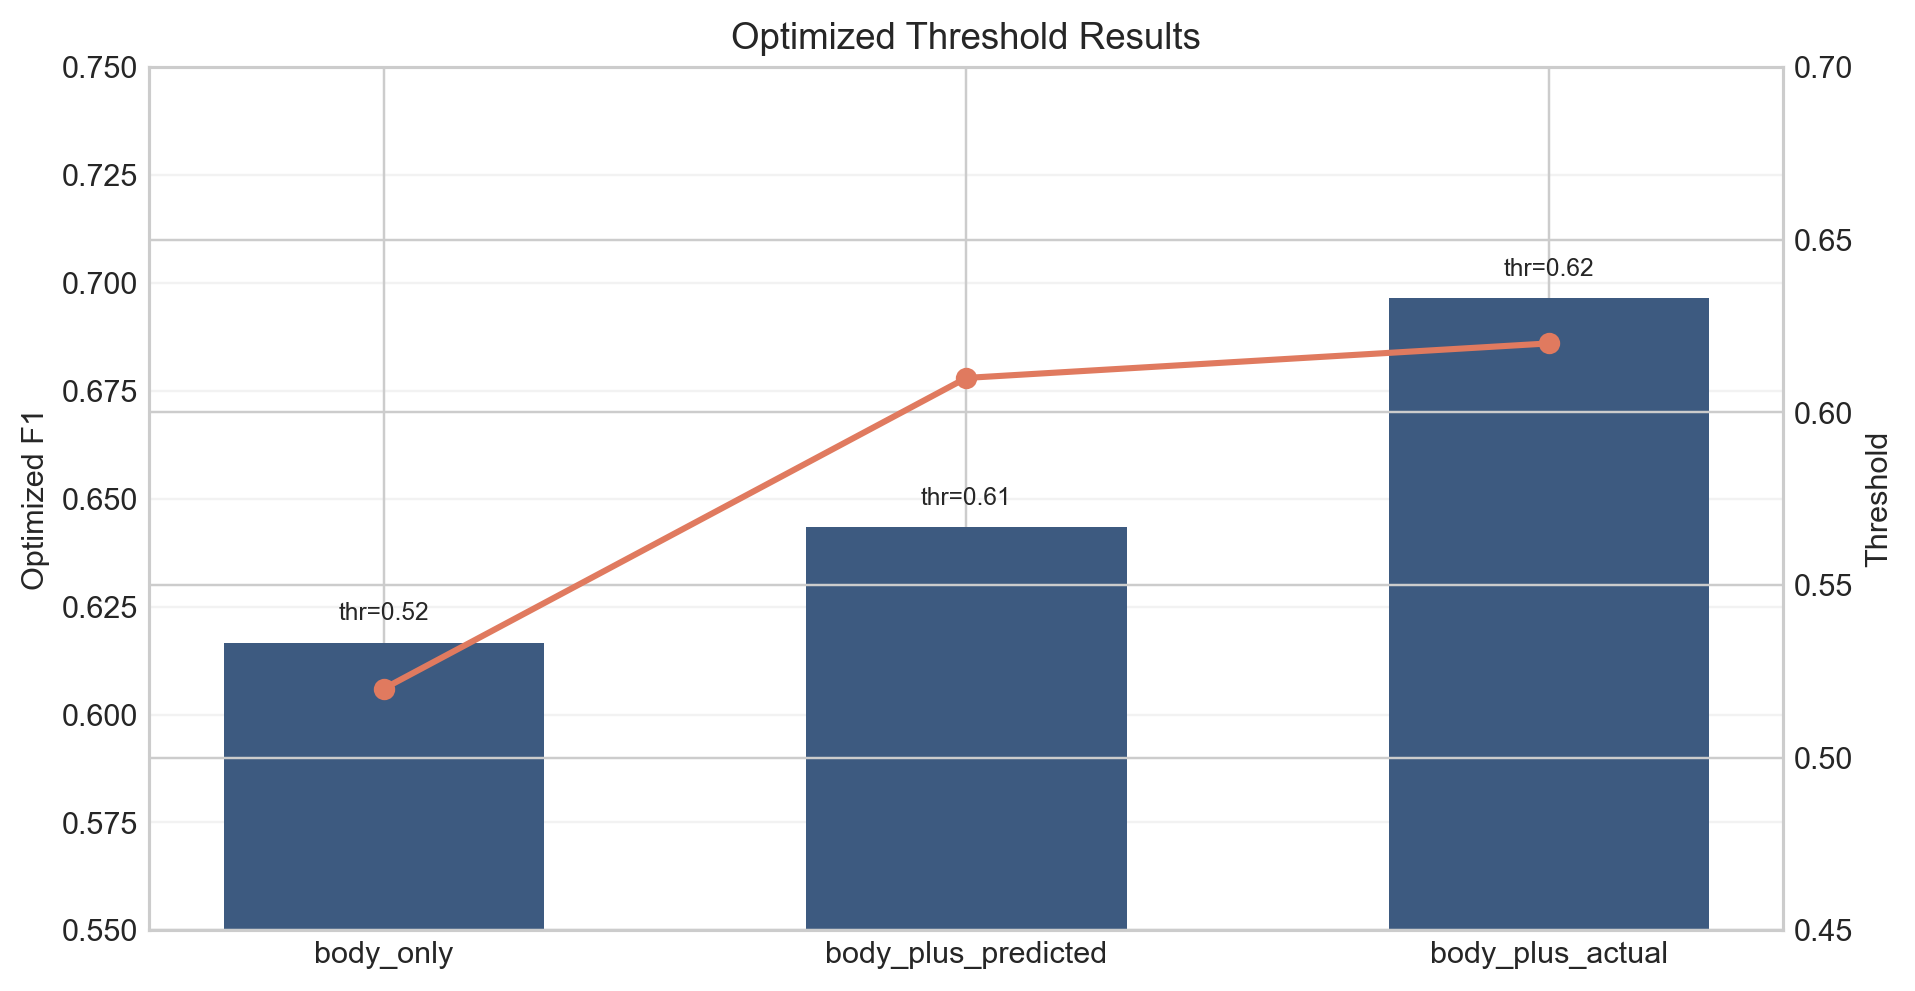 Optimized Threshold Results
0.750
0.725
0.700
0.675
0.650
0.625
0.600
0.575
0.550
Optimized F1
0.70
0.65
0.60
0.55
0.50
0.45
Threshold
thr=0.52
thr=0.61
thr=0.62
body_only
body_plus_predicted
body_plus_actual